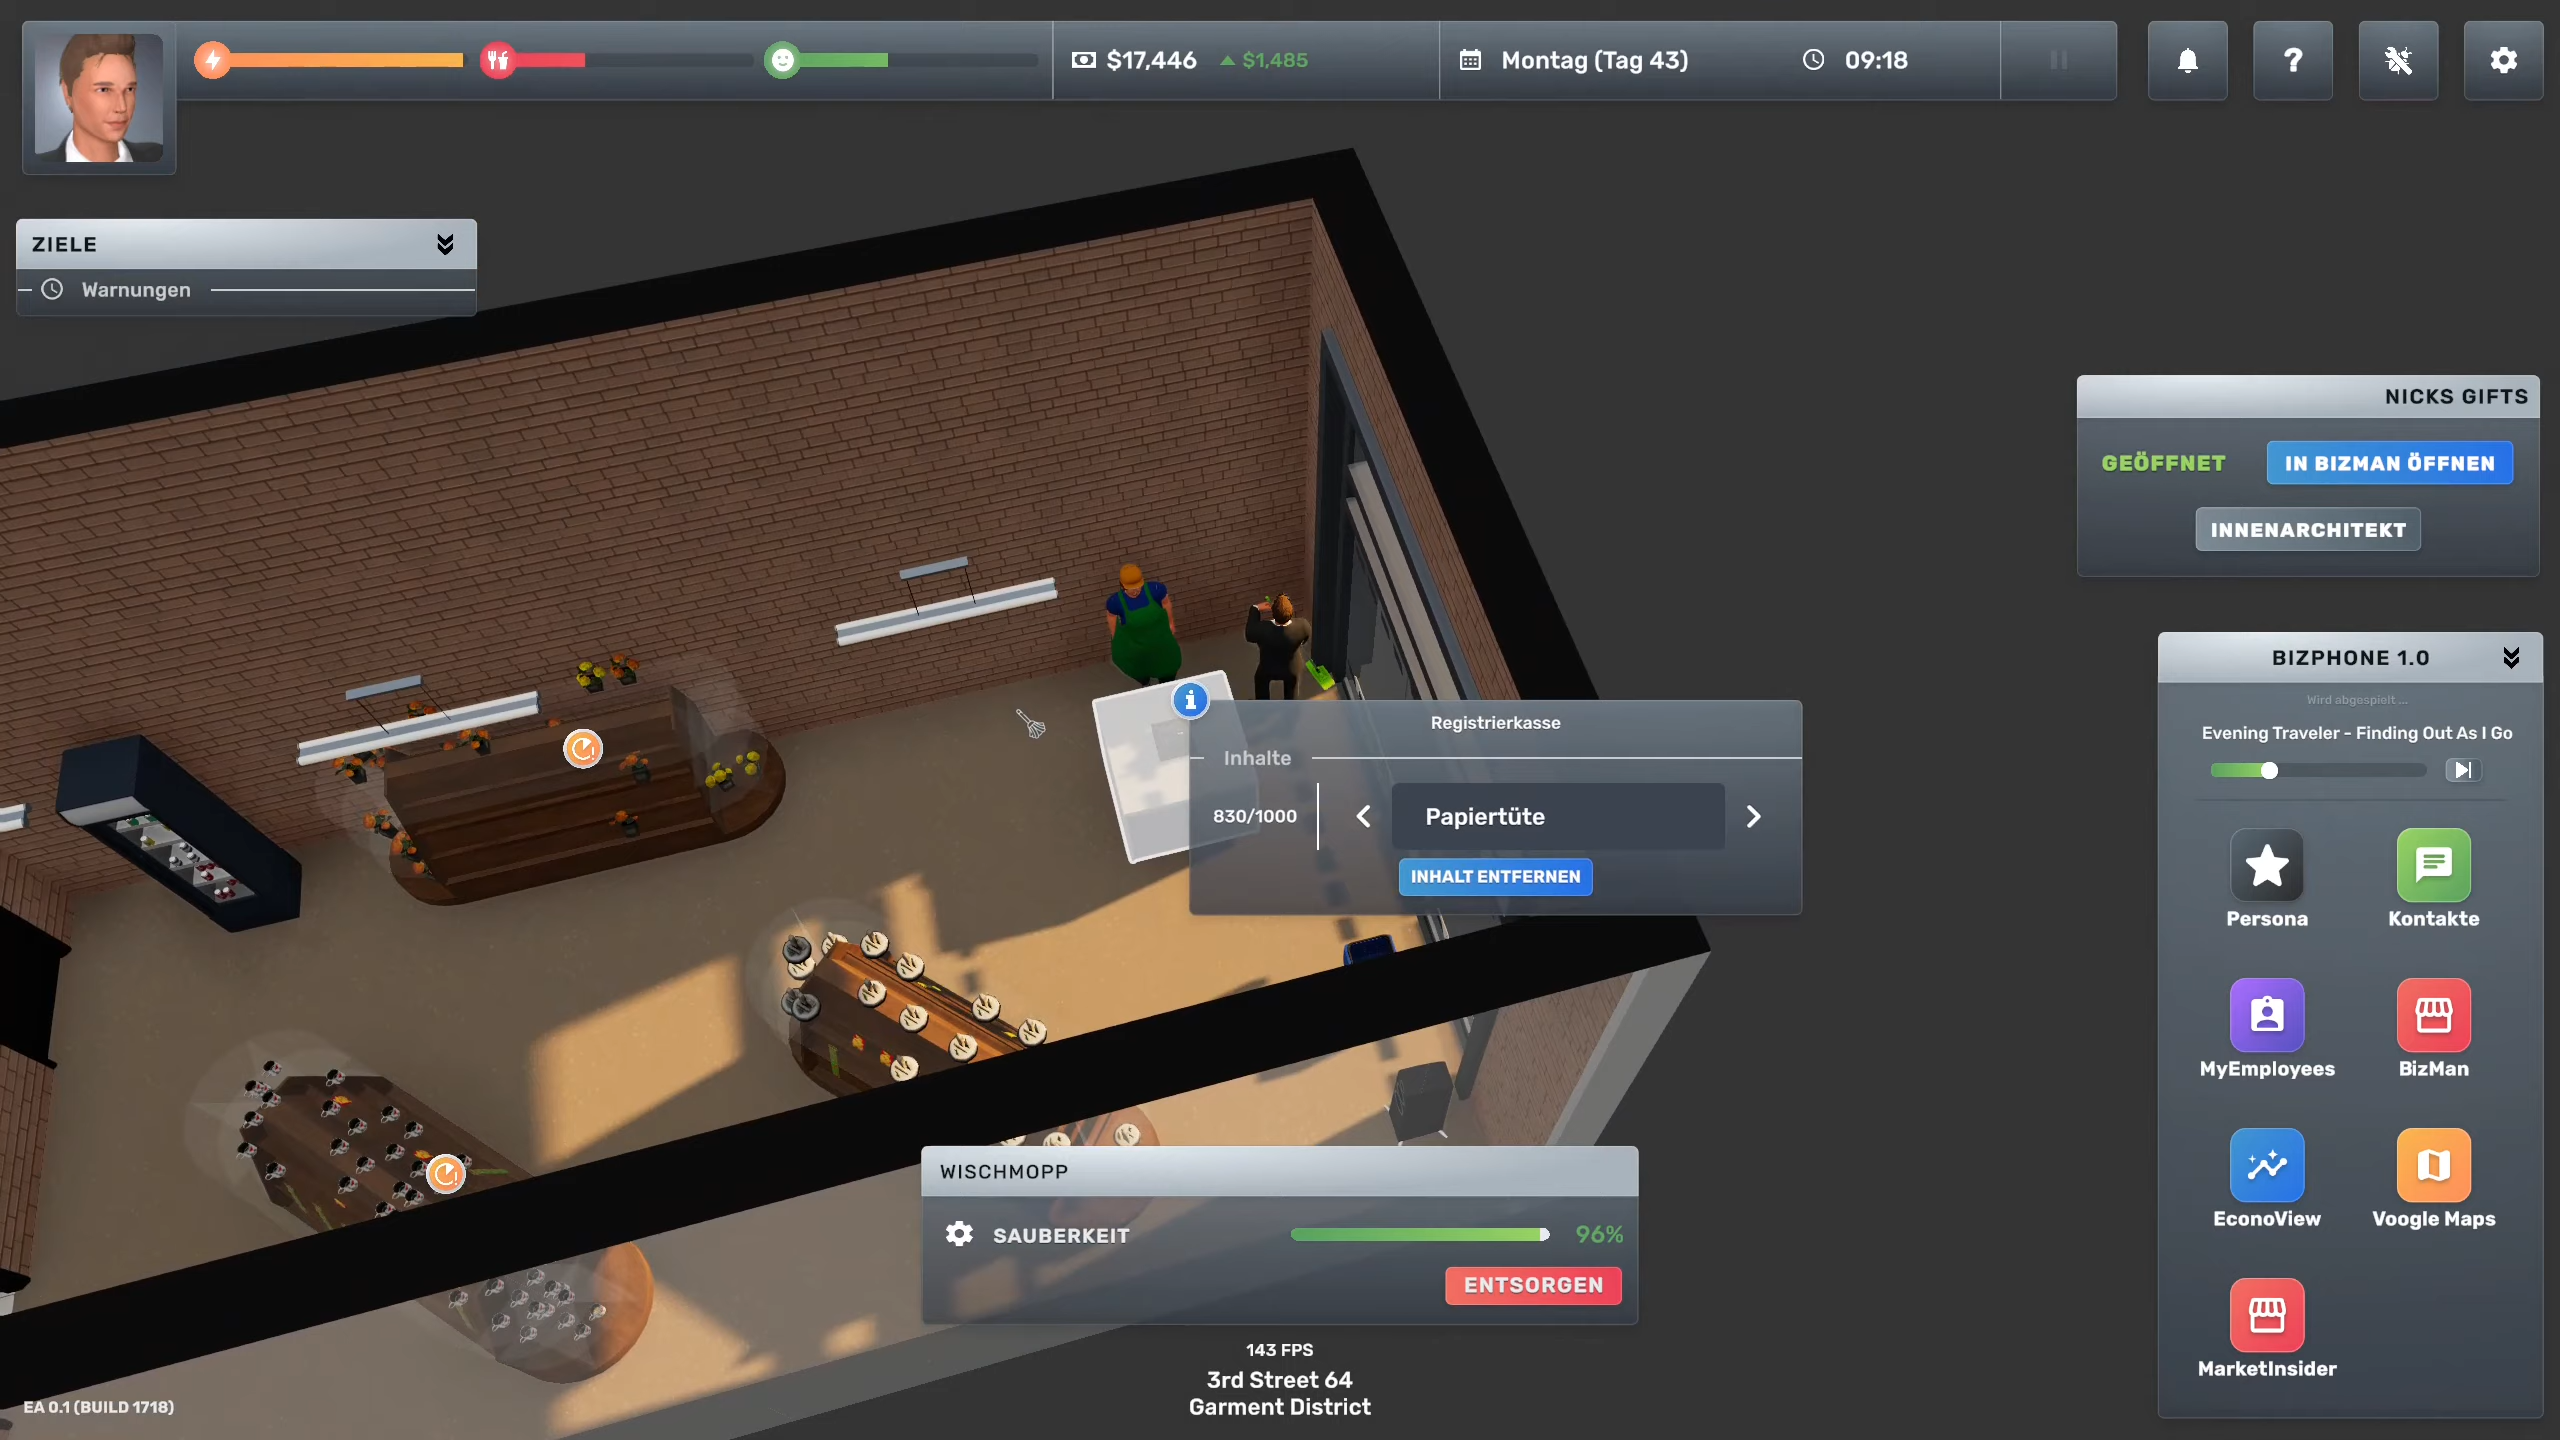 $17,446
$1,485
Montag (Tag 43)
09:18
?
ZIELE
Warnungen
NICKS GIFTS
GEÖFFNET
IN BIZMAN ÖFFNEN
INNENARCHITEKT
BIZPHONE 1.0
Wird abgespielt ...
Evening Traveler - Finding Out As I Go
Persona
Kontakte
MyEmployees
BizMan
EconoView
Voogle Maps
MarketInsider
Registrierkasse
Inhalte
830/1000
Papiertüte
INHALT ENTFERNEN
WISCHMOPP
SAUBERKEIT
96%
ENTSORGEN
143 FPS
3rd Street 64
Garment District
EA 0.1 (BUILD 1718)